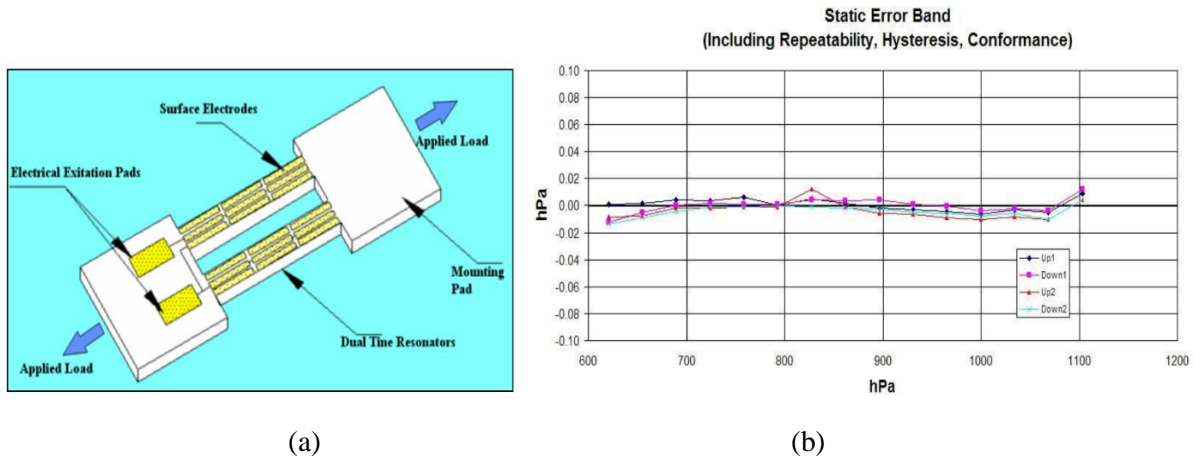 Surface Electrodes
Applied Load
Electrical Exitation Pads
Mounting
Pad
Dual Tine Resonators
Applied Load
(a)
Static Error Band
(Including Repeatability, Hysteresis, Conformance)
0.10
0.08
0.06
0.04
0.02
0.00
-0.02
-0.04
-0.06
-0.08
-0.10
hPa
Up1
Down1
Up2
Down2
600 700 800 900 1000 1100 1200
hPa
(b)